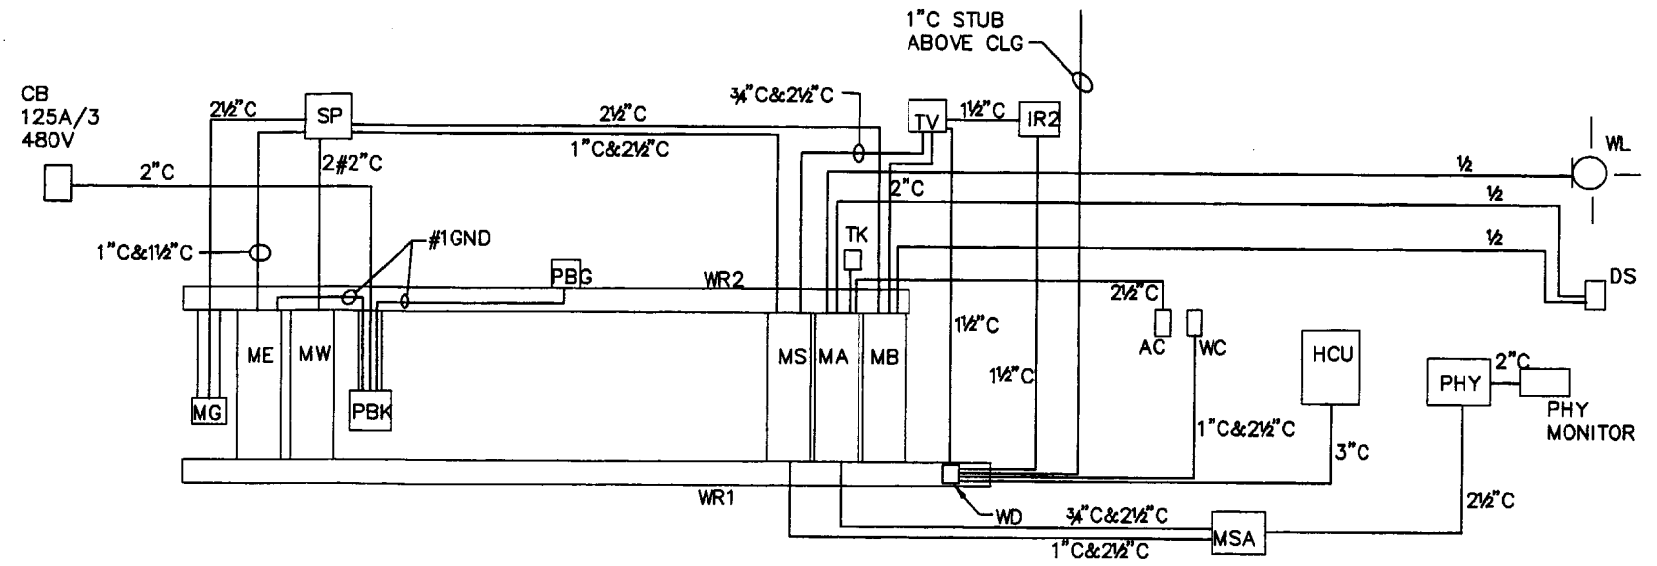 1"C STUB
ABOVE CLG
CB
125A/3
480V
2½"C
SP
2½"C
1"C&2½"C
¾"C&2½"C
TV
1½"C
IR2
WL
2"C
2#2"C
2"C
½
½
½
1"C&1½"C
#1GND
TK
PBG
WR2
2½"C
DS
1½"C
AC
WC
ME
MW
MS
MA
MB
HCU
PHY
2"C
PHY
MONITOR
1½"C
MG
PBK
1"C&2½"C
3"C
WR1
WD
¾"C&2½"C
1"C&2½"C
MSA
2½"C